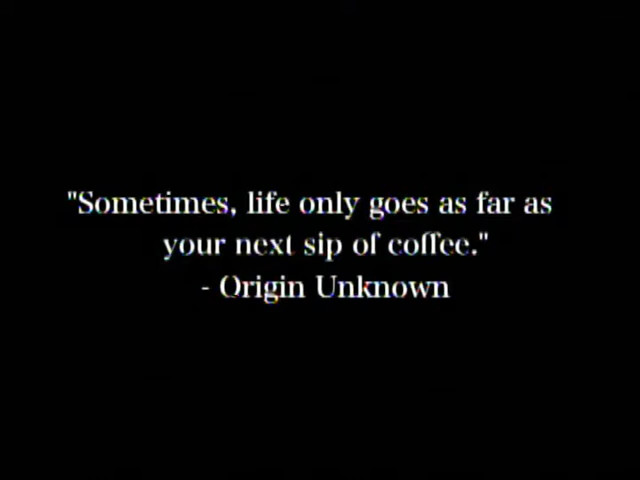 "Sometimes, life only goes as far as
your next sip of coffee."
- Origin Unknown